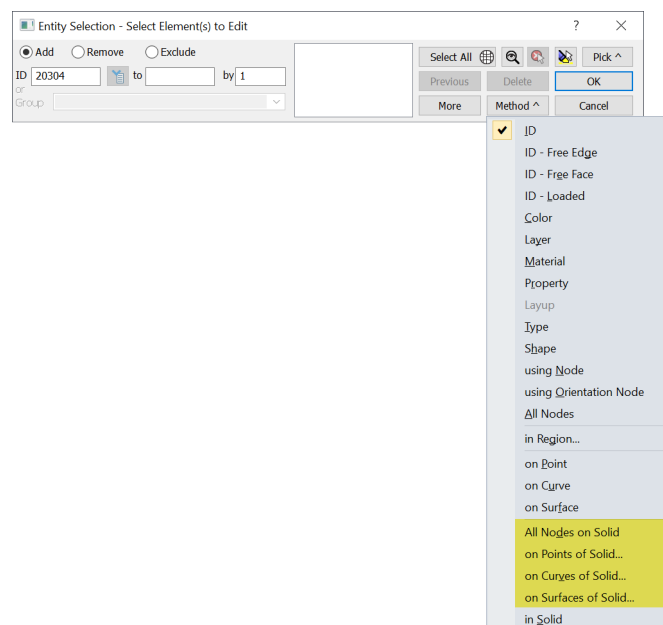 Entity Selection - Select Element(s) to Edit ?
Add Remove Exclude Select All Pick ^
ID 20304 to by 1 Previous Delete OK
or
Group More Method ^ Cancel
ID
ID - Free Edge
ID - Free Face
ID - Loaded
Color
Layer
Material
Property
Layup
Type
Shape
using Node
using Orientation Node
All Nodes
in Region...
on Point
on Curve
on Surface
All Nodes on Solid
on Points of Solid...
on Curves of Solid...
on Surfaces of Solid...
in Solid